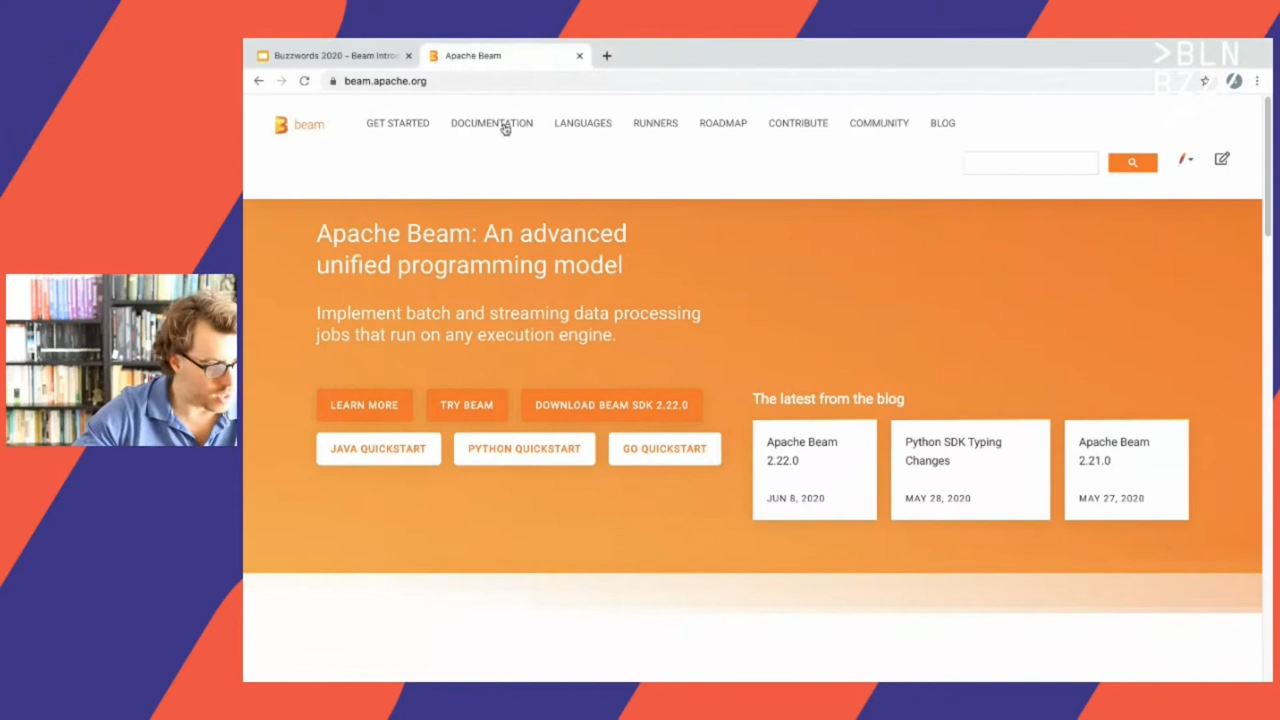 Buzzwords 2020 - Beam Intro
Apache Beam
>BLN
BZZ
beam.apache.org
beam
GET STARTED
DOCUMENTATION
LANGUAGES
RUNNERS
ROADMAP
CONTRIBUTE
COMMUNITY
BLOG
Apache Beam: An advanced
unified programming model
Implement batch and streaming data processing
jobs that run on any execution engine.
LEARN MORE
TRY BEAM
DOWNLOAD BEAM SDK 2.22.0
JAVA QUICKSTART
PYTHON QUICKSTART
GO QUICKSTART
The latest from the blog
Apache Beam
2.22.0
JUN 8, 2020
Python SDK Typing
Changes
MAY 28, 2020
Apache Beam
2.21.0
MAY 27, 2020